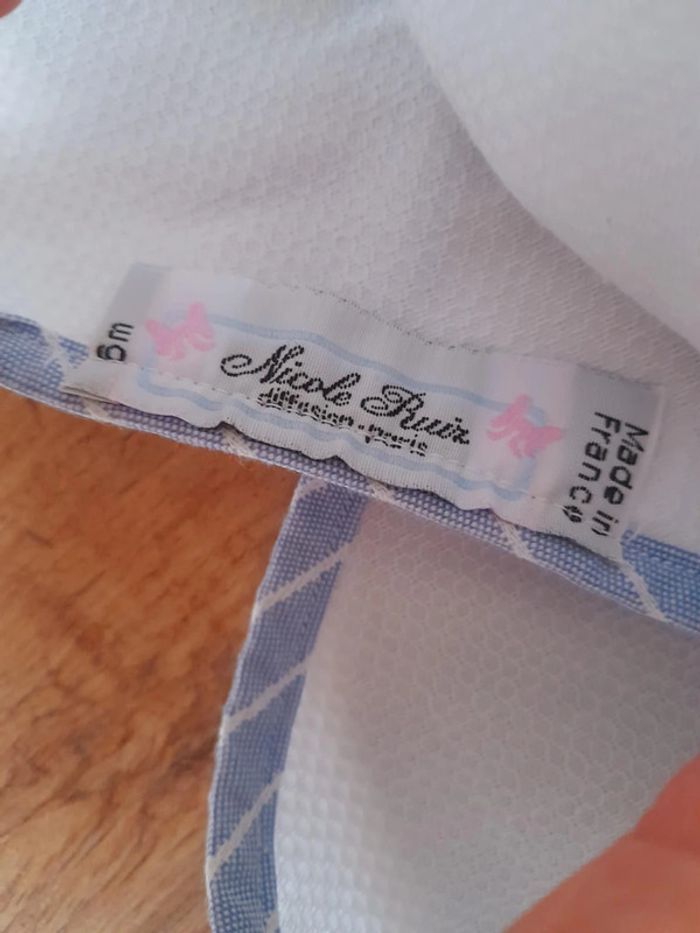 6m
Nicole Ruiz
diffusion.paris
Made in
France